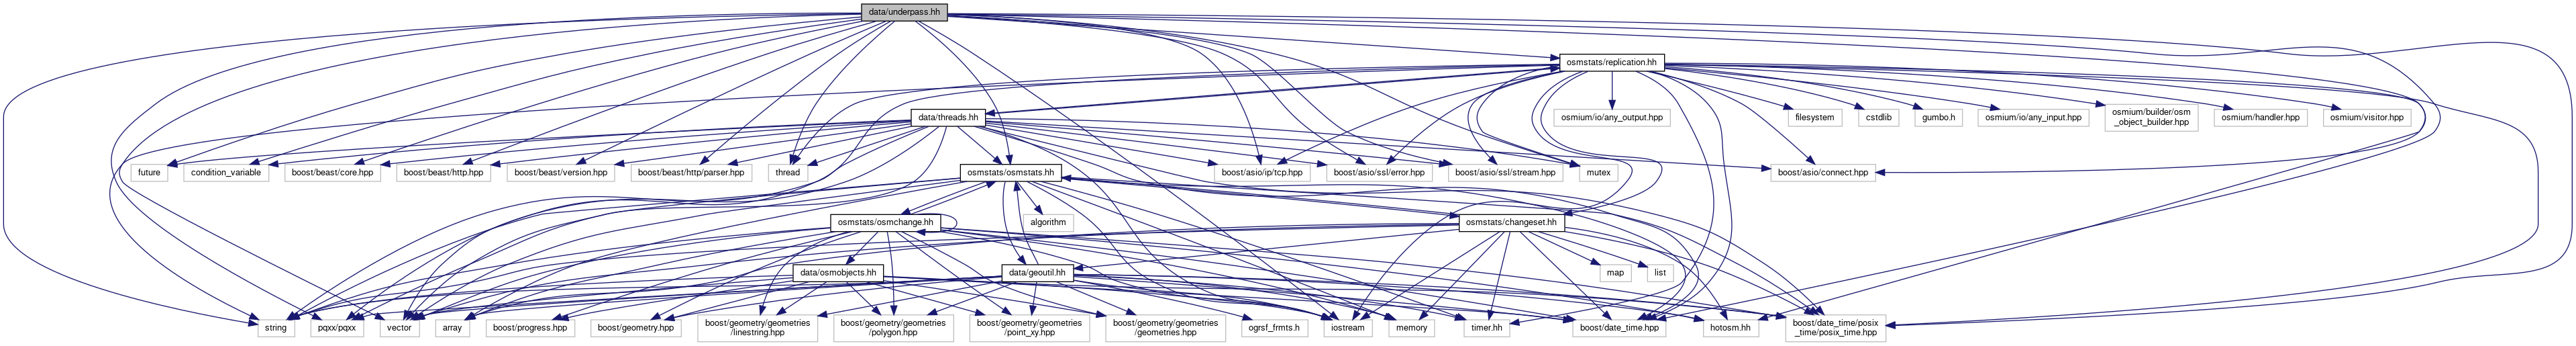 data/underpass.hh
osmstats/replication.hh
data/threads.hh
osmium/io/any_output.hpp
filesystem
cstdlib
gumbo.h
osmium/io/any_input.hpp
osmium/builder/osm
_object_builder.hpp
osmium/handler.hpp
osmium/visitor.hpp
future
condition_variable
boost/beast/core.hpp
boost/beast/http.hpp
boost/beast/version.hpp
boost/beast/http/parser.hpp
thread
osmstats/osmstats.hh
boost/asio/ip/tcp.hpp
boost/asio/ssl/error.hpp
boost/asio/ssl/stream.hpp
mutex
boost/asio/connect.hpp
osmstats/osmchange.hh
algorithm
osmstats/changeset.hh
data/osmobjects.hh
data/geoutil.hh
map
list
string
pqxx/pqxx
vector
array
boost/progress.hpp
boost/geometry.hpp
boost/geometry/geometries
/linestring.hpp
boost/geometry/geometries
/polygon.hpp
boost/geometry/geometries
/point_xy.hpp
boost/geometry/geometries
/geometries.hpp
ogrsf_frmts.h
iostream
memory
timer.hh
boost/date_time.hpp
hotosm.hh
boost/date_time/posix
_time/posix_time.hpp